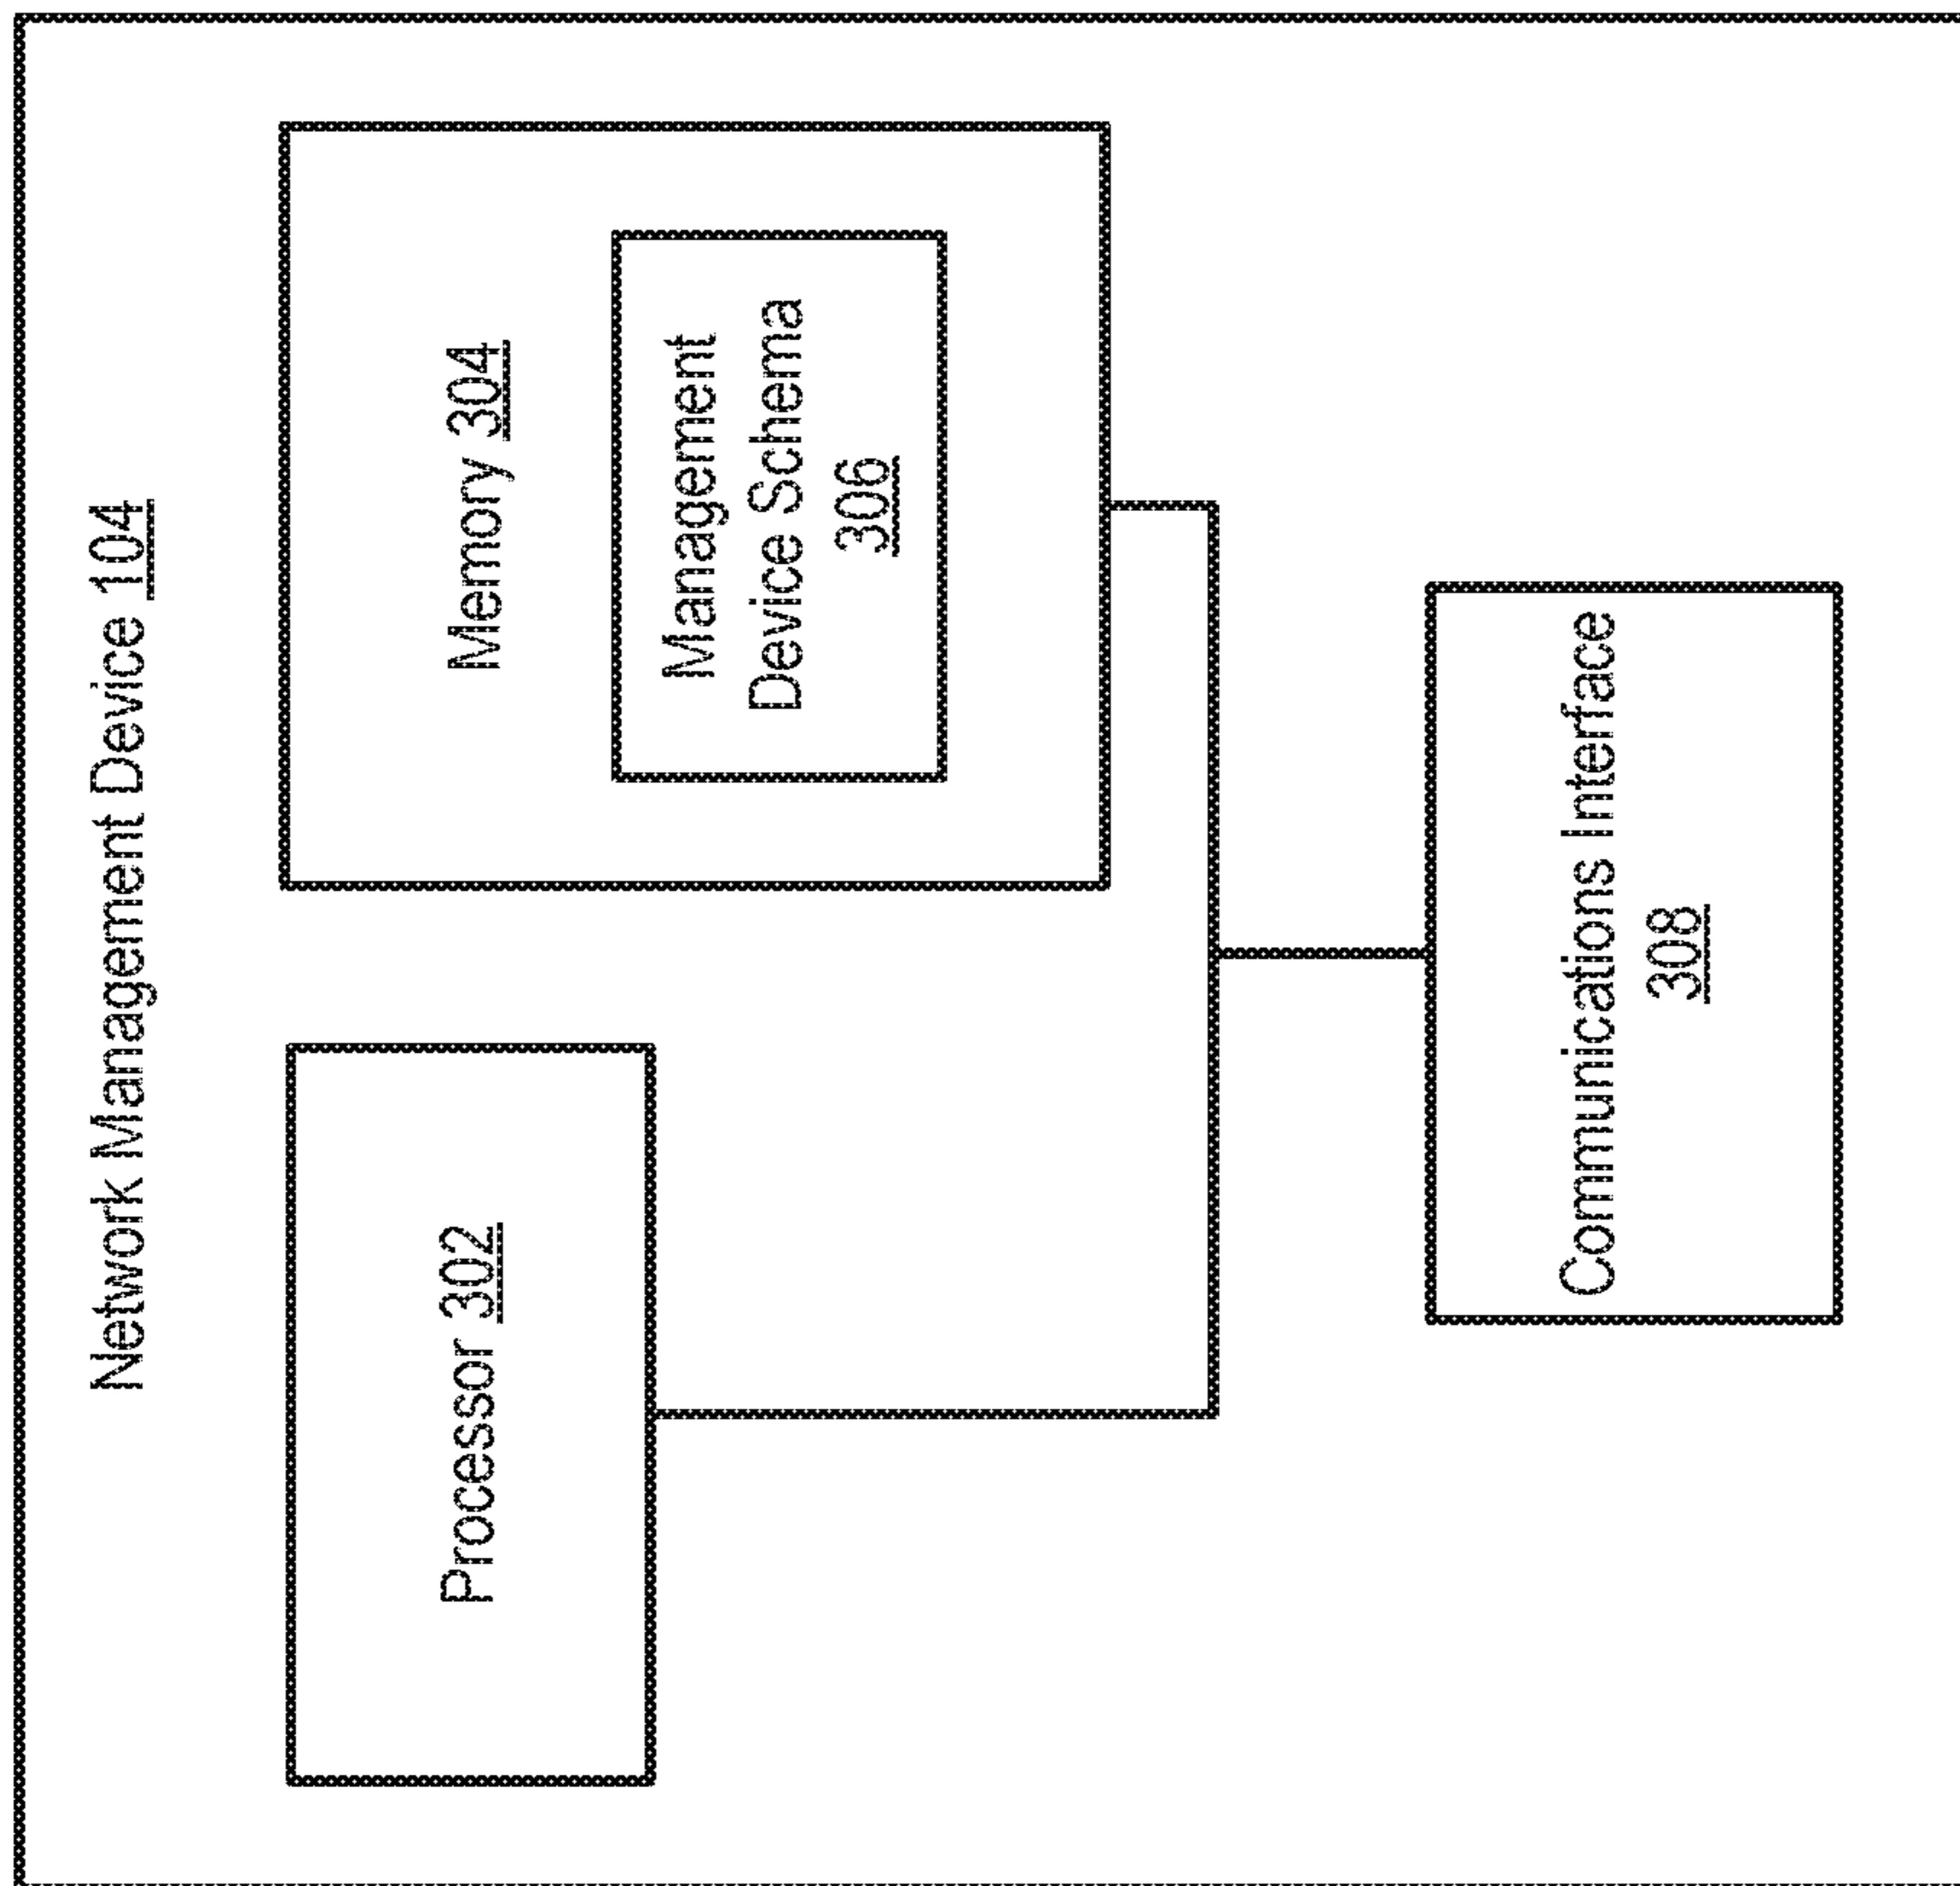 Network Management Device 104
Processor 302
Memory 304
Management
Device Schema
306
Communications Interface
308